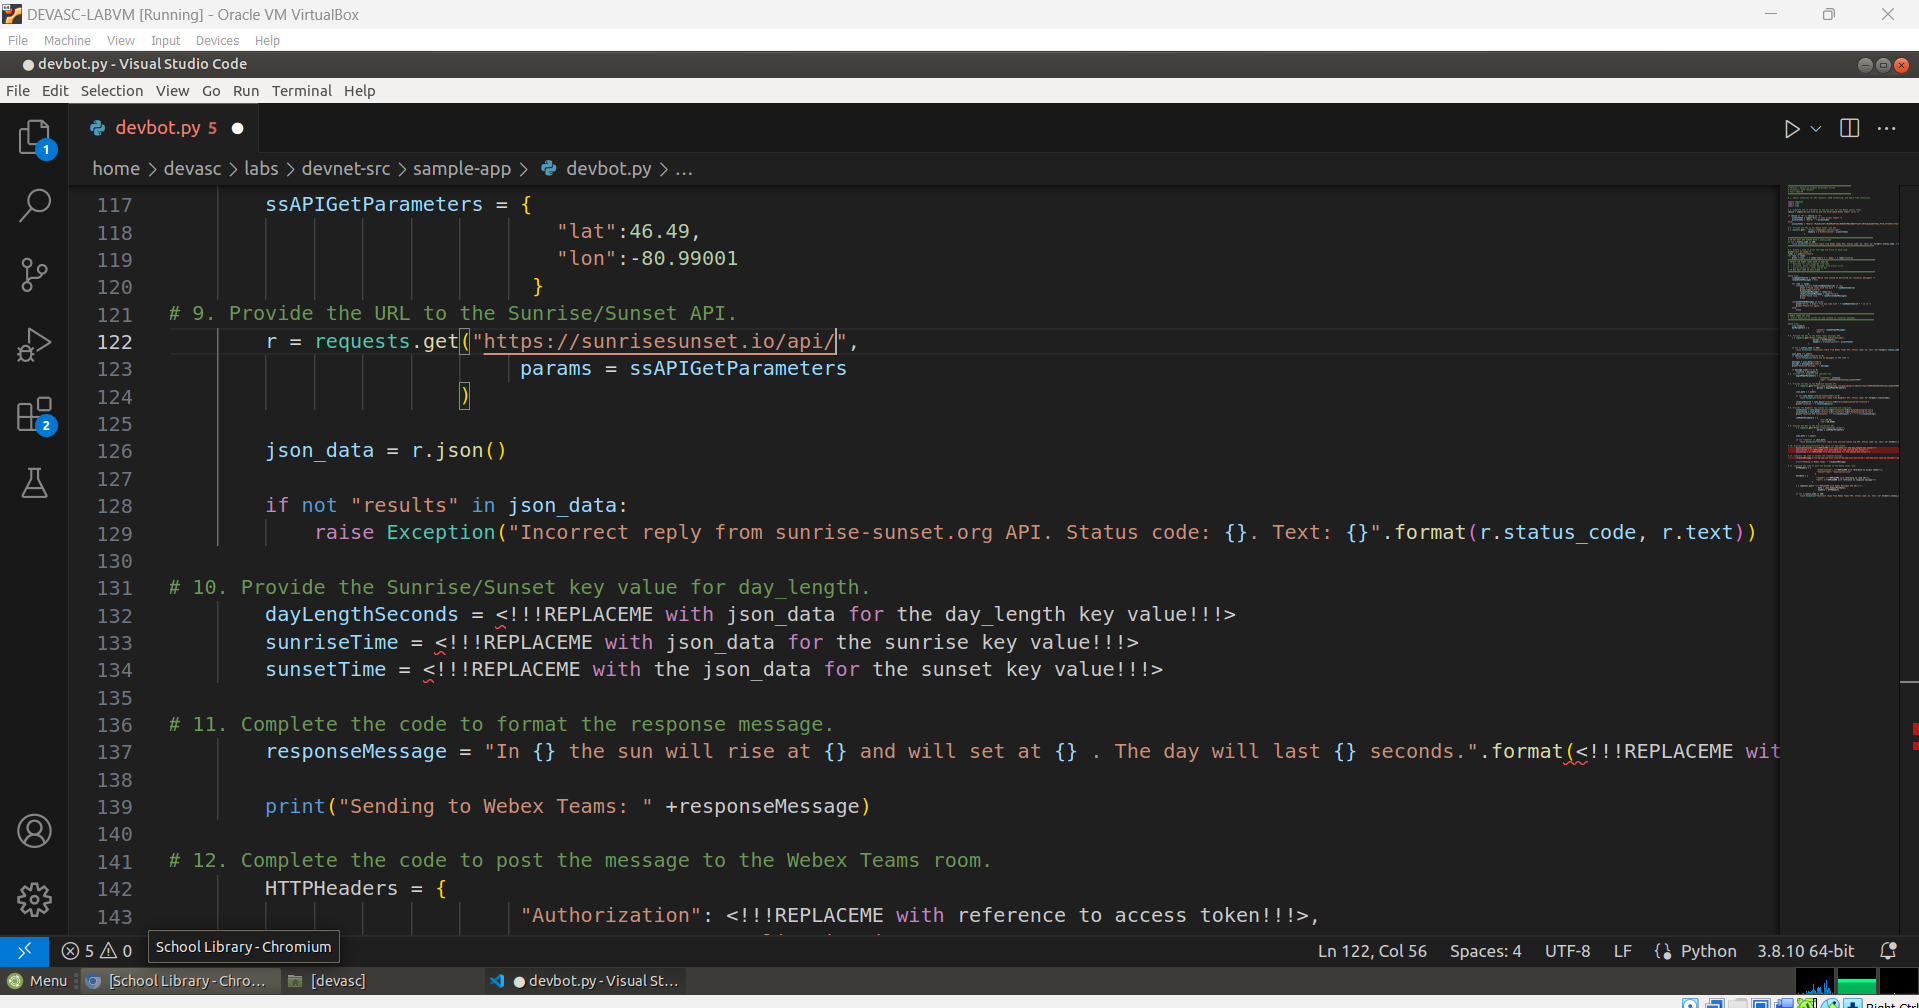 DEVASC-LABVM [Running] - Oracle VM VirtualBox
File Machine View Input Devices Help
● devbot.py - Visual Studio Code
File Edit Selection View Go Run Terminal Help
1
devbot.py 5 ●
home > devasc > labs > devnet-src > sample-app > devbot.py > ...
117 ssAPIGetParameters = {
118 "lat":46.49,
119 "lon":-80.99001
120 }
121 # 9. Provide the URL to the Sunrise/Sunset API.
122 r = requests.get("https://sunrisesunset.io/api/",
123 params = ssAPIGetParameters
124 )
125
2
126 json_data = r.json()
127
128 if not "results" in json_data:
129 raise Exception("Incorrect reply from sunrise-sunset.org API. Status code: {}. Text: {}".format(r.status_code, r.text))
130
131 # 10. Provide the Sunrise/Sunset key value for day_length.
132 dayLengthSeconds = <!!!REPLACEME with json_data for the day_length key value!!!>
133 sunriseTime = <!!!REPLACEME with json_data for the sunrise key value!!!>
134 sunsetTime = <!!!REPLACEME with the json_data for the sunset key value!!!>
135
136 # 11. Complete the code to format the response message.
137 responseMessage = "In {} the sun will rise at {} and will set at {} . The day will last {} seconds.".format(<!!!REPLACEME wit
138
139 print("Sending to Webex Teams: " +responseMessage)
140
141 # 12. Complete the code to post the message to the Webex Teams room.
142 HTTPHeaders = {
143 "Authorization": <!!!REPLACEME with reference to access token!!!>,
5 0 School Library - Chromium Ln 122, Col 56 Spaces: 4 UTF-8 LF Python 3.8.10 64-bit
Menu [School Library - Chro... [devasc] ● devbot.py - Visual St...
Right Ctrl